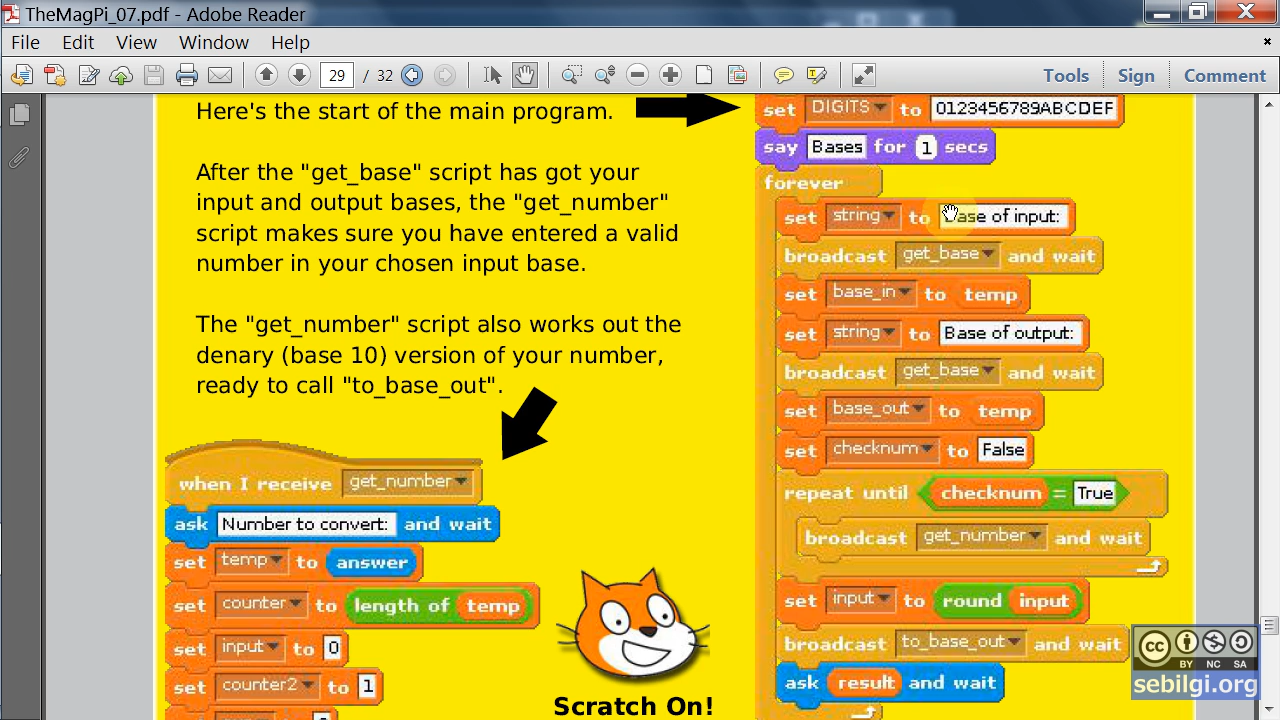 TheMagPi_07.pdf - Adobe Reader
File Edit View Window Help
29 / 32
Tools Sign Comment
Here's the start of the main program.
After the "get_base" script has got your
input and output bases, the "get_number"
script makes sure you have entered a valid
number in your chosen input base.
The "get_number" script also works out the
denary (base 10) version of your number,
ready to call "to_base_out".
when I receive get_number
ask Number to convert: and wait
set temp to answer
set counter to length of temp
set input to 0
set counter2 to 1
Scratch On!
set DIGITS to 0123456789ABCDEF
say Bases for 1 secs
forever
set string to Base of input:
broadcast get_base and wait
set base_in to temp
set string to Base of output:
broadcast get_base and wait
set base_out to temp
set checknum to False
repeat until checknum = True
broadcast get_number and wait
set input to round input
broadcast to_base_out and wait
ask result and wait
cc BY NC SA
sebilgi.org